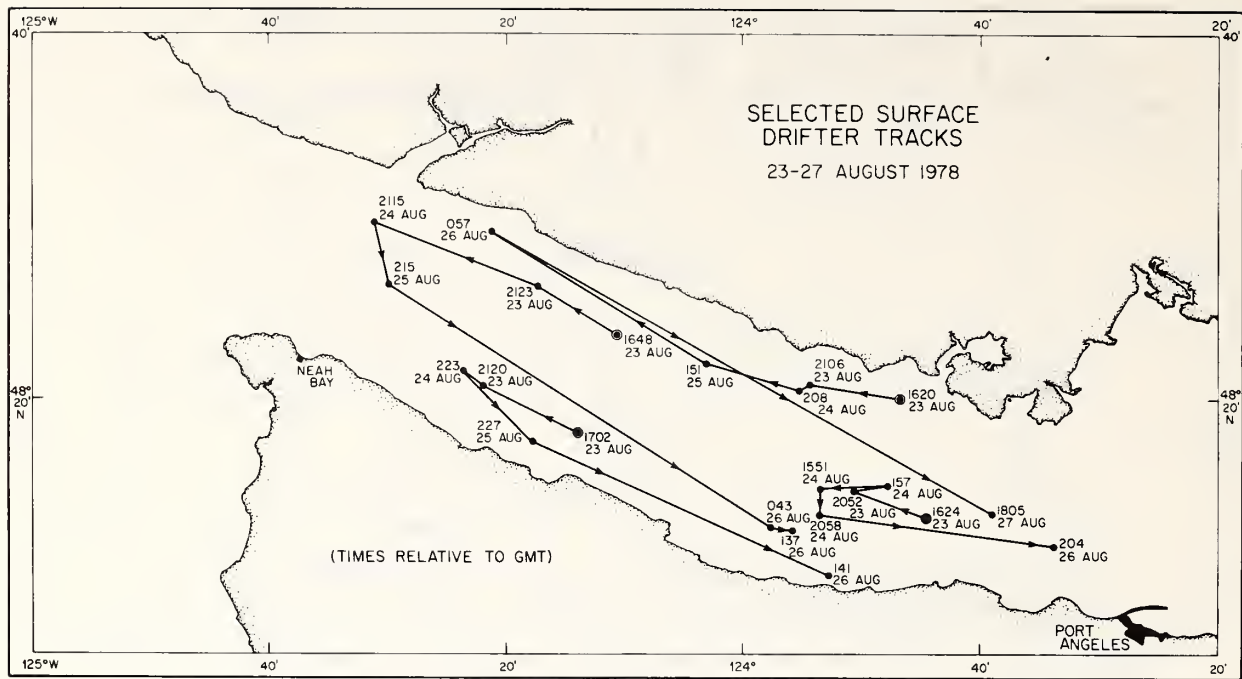 125°W
40'
20'
124°
40'
20'
40'
40'
SELECTED SURFACE
DRIFTER TRACKS
23-27 AUGUST 1978
2115
24 AUG
057
26 AUG
215
25 AUG
2123
23 AUG
1648
23 AUG
NEAH
BAY
223
24 AUG
2120
23 AUG
151
25 AUG
2106
23 AUG
208
24 AUG
1620
23 AUG
48°
20'
N
48°
20'
N
227
25 AUG
1702
23 AUG
1551
24 AUG
157
24 AUG
2052
23 AUG
1624
23 AUG
1805
27 AUG
043
26 AUG
2058
24 AUG
137
26 AUG
204
26 AUG
141
26 AUG
(TIMES RELATIVE TO GMT)
PORT
ANGELES
125°W
40'
20'
124°
40'
20'